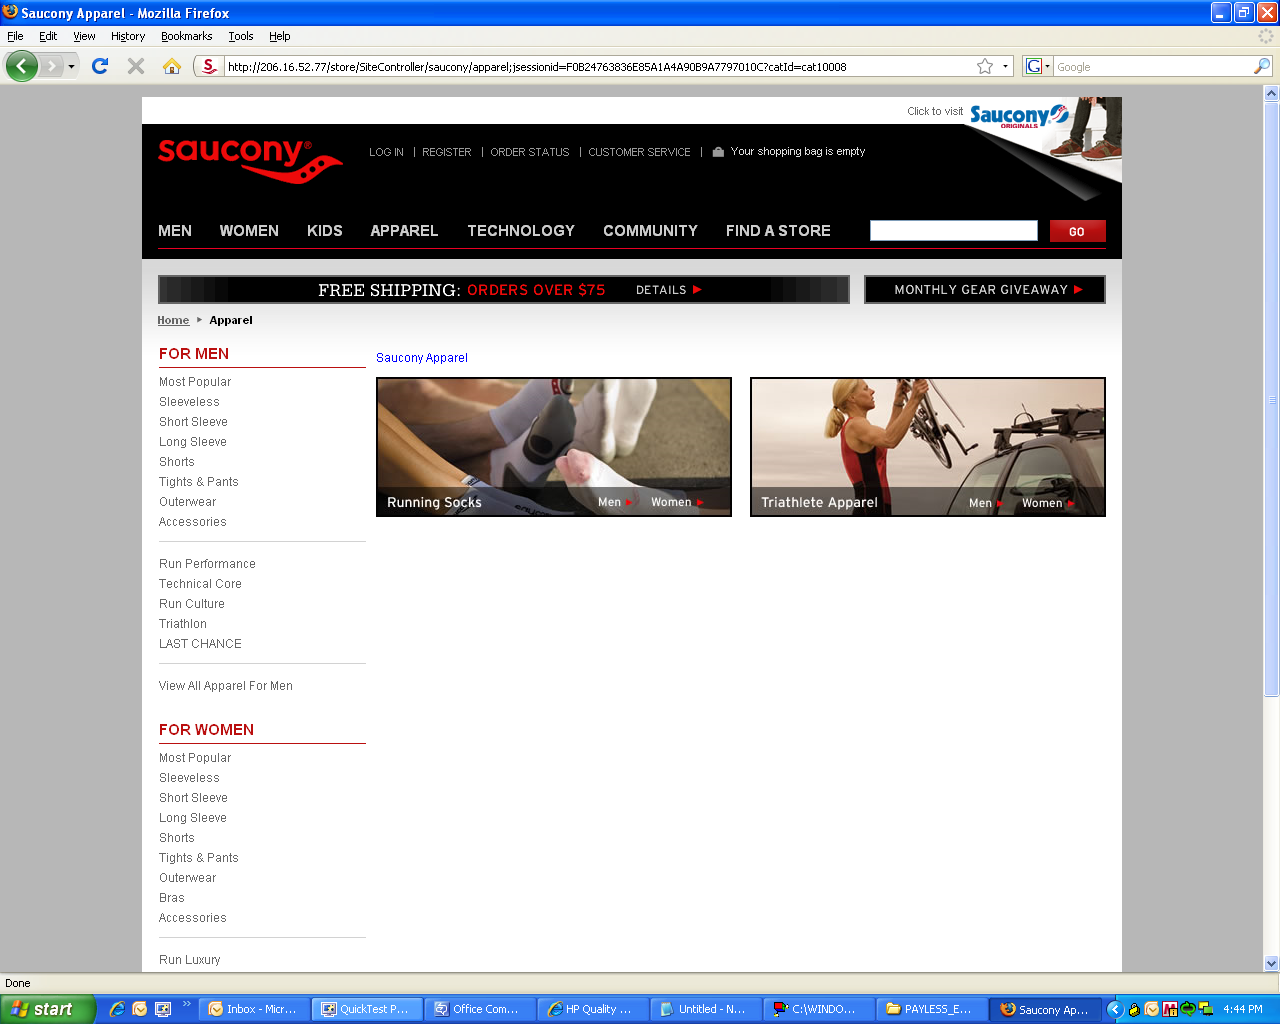 Saucony Apparel - Mozilla Firefox
File Edit View History Bookmarks Tools Help
http://206.16.52.77/store/SiteController/saucony/apparel;jsessionid=F0B24763836E85A1A4A90B9A7797010C?catId=cat10008
Google
Click to visit Saucony ORIGINALS
saucony®
LOG IN | REGISTER | ORDER STATUS | CUSTOMER SERVICE | Your shopping bag is empty
MEN WOMEN KIDS APPAREL TECHNOLOGY COMMUNITY FIND A STORE GO
FREE SHIPPING: ORDERS OVER $75 DETAILS
MONTHLY GEAR GIVEAWAY
Home Apparel
FOR MEN
Most Popular
Sleeveless
Short Sleeve
Long Sleeve
Shorts
Tights & Pants
Outerwear
Accessories
Run Performance
Technical Core
Run Culture
Triathlon
LAST CHANCE
View All Apparel For Men
FOR WOMEN
Most Popular
Sleeveless
Short Sleeve
Long Sleeve
Shorts
Tights & Pants
Outerwear
Bras
Accessories
Run Luxury
Saucony Apparel
Running Socks Men Women
Triathlete Apparel Men Women
Done
start
Inbox - Micr...
QuickTest P...
Office Com...
HP Quality ...
Untitled - N...
C:\WINDO...
PAYLESS_E...
Saucony Ap...
4:44 PM